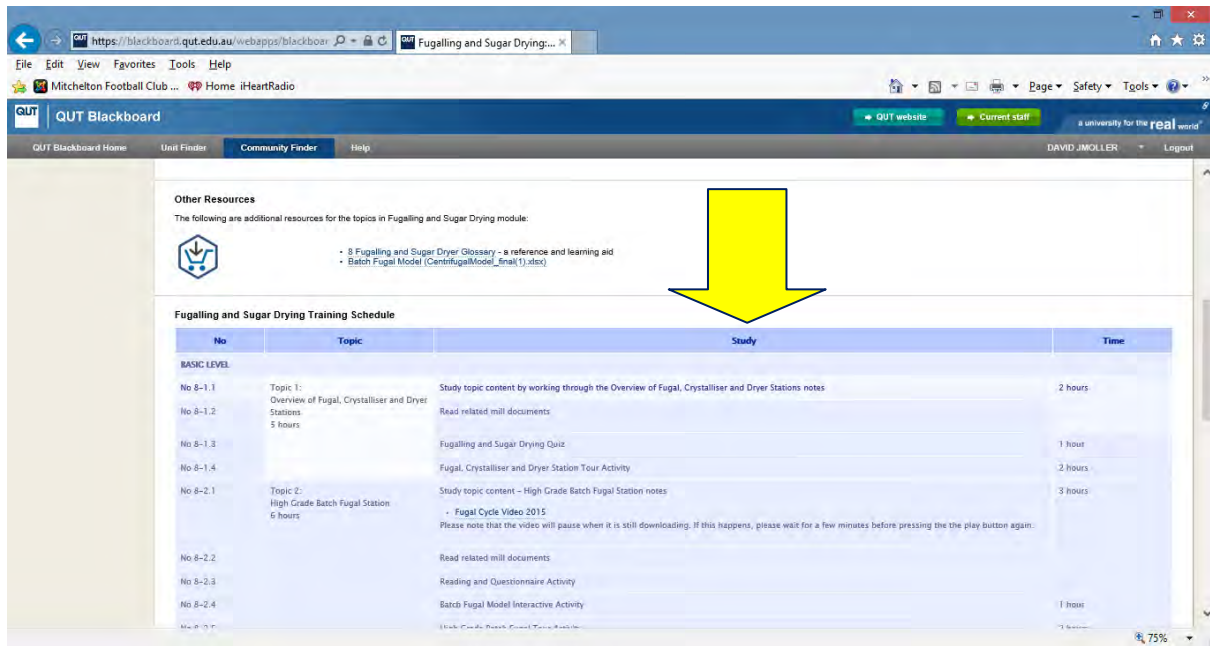 https://blackboard.qut.edu.au/webapps/blackboar
Fugalling and Sugar Drying:...
File Edit View Favorites Tools Help
Mitchelton Football Club ... Home iHeartRadio
Page Safety Tools
QUT QUT Blackboard
QUT website
Current staff
a university for the real world
QUT Blackboard Home Unit Finder Community Finder Help
DAVID JMOLLER Logout
Other Resources
The following are additional resources for the topics in Fugalling and Sugar Drying module:
• 8 Fugalling and Sugar Dryer Glossary - a reference and learning aid
• Batch Fugal Model (CentrifugalModel_final(1).xlsx)
Fugalling and Sugar Drying Training Schedule
No Topic Study Time
BASIC LEVEL
No 8-1.1 Topic 1: Study topic content by working through the Overview of Fugal, Crystalliser and Dryer Stations notes 2 hours
Overview of Fugal, Crystalliser and Dryer
No 8-1.2 Stations Read related mill documents
5 hours
No 8-1.3 Fugalling and Sugar Drying Quiz 1 hour
No 8-1.4 Fugal, Crystalliser and Dryer Station Tour Activity 2 hours
No 8-2.1 Topic 2: Study topic content – High Grade Batch Fugal Station notes 3 hours
High Grade Batch Fugal Station
6 hours
• Fugal Cycle Video 2015
Please note that the video will pause when it is still downloading. If this happens, please wait for a few minutes before pressing the the play button again.
No 8-2.2 Read related mill documents
No 8-2.3 Reading and Questionnaire Activity
No 8-2.4 Batch Fugal Model Interactive Activity 1 hour
75%